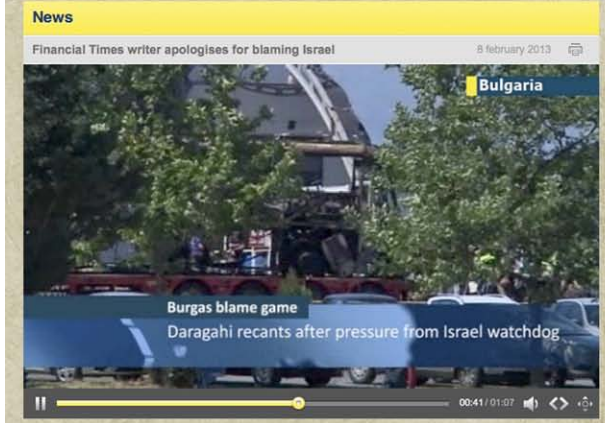 News
Financial Times writer apologises for blaming Israel
8 february 2013
Bulgaria
Burgas blame game
Daragahi recants after pressure from Israel watchdog
00:41 / 01:07